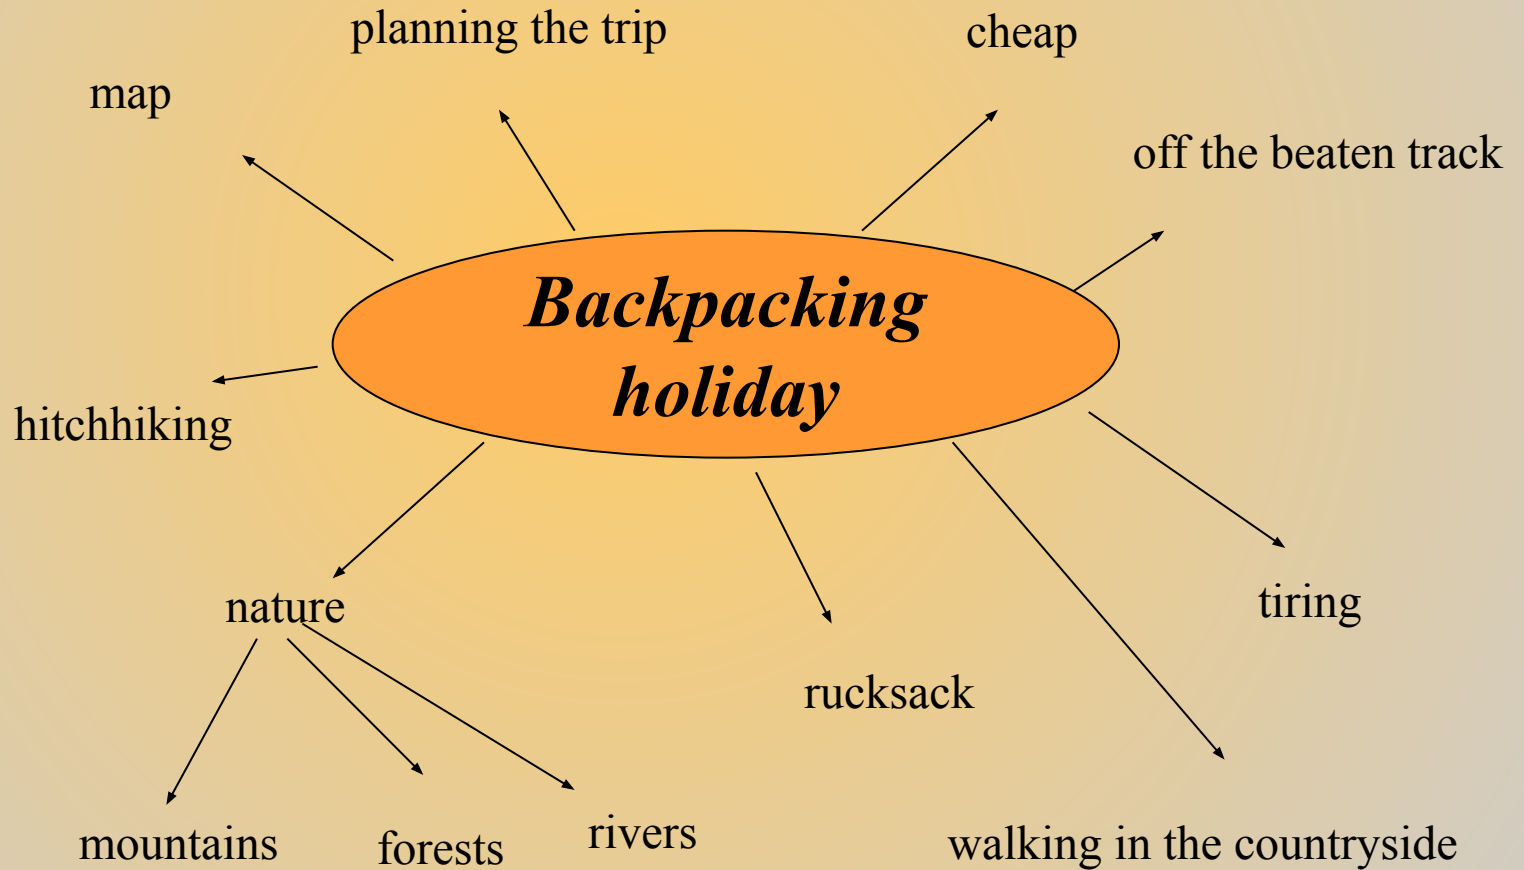 planning the trip
cheap
map
off the beaten track
Backpacking
holiday
hitchhiking
nature
tiring
rucksack
mountains
forests
rivers
walking in the countryside